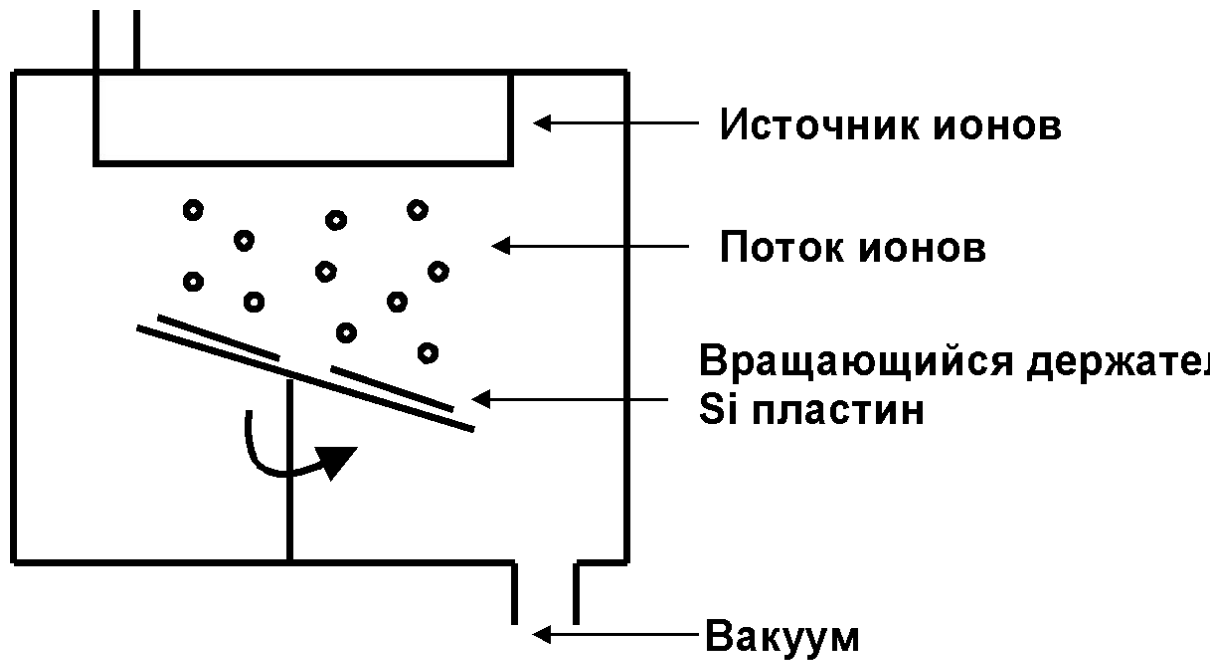 Источник ионов
Поток ионов
Вращающийся держател
Si пластин
Вакуум